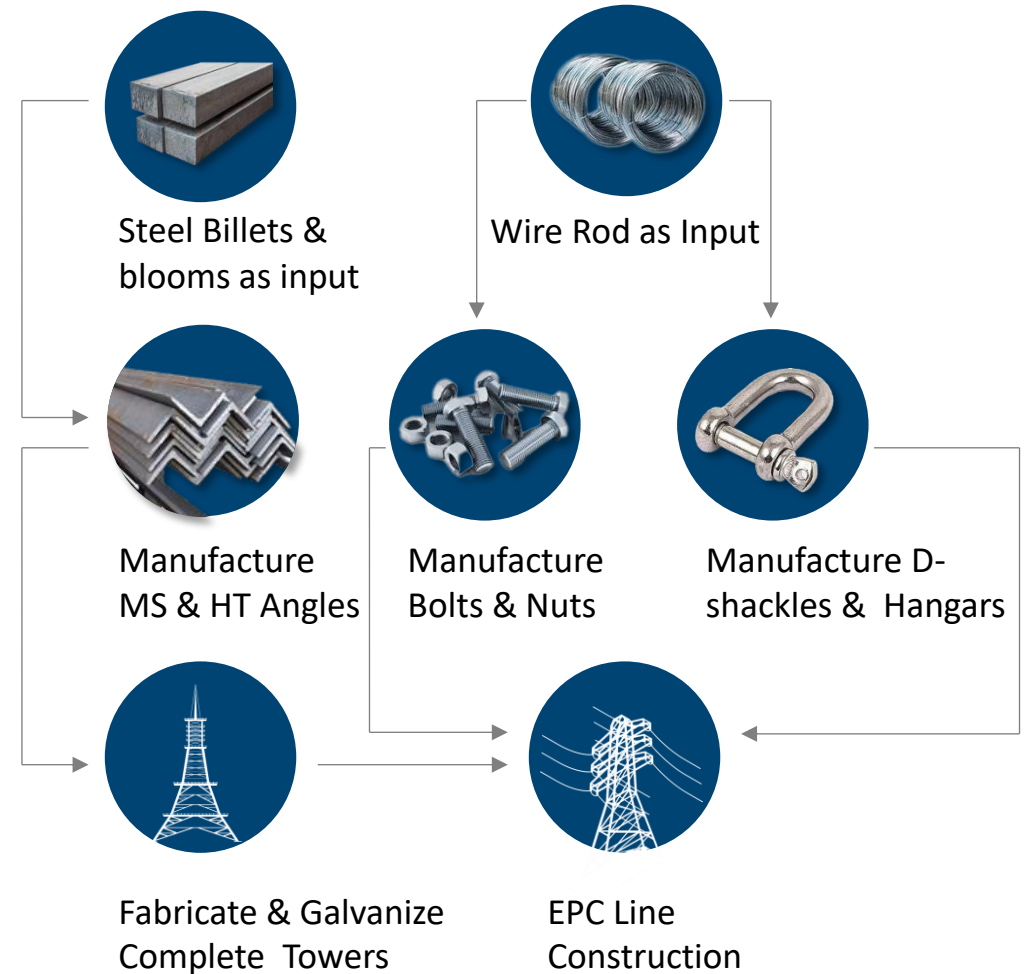 Steel Billets &
blooms as input
Wire Rod as Input
Manufacture
MS & HT Angles
Manufacture
Bolts & Nuts
Manufacture D-
shackles & Hangars
Fabricate & Galvanize
Complete Towers
EPC Line
Construction